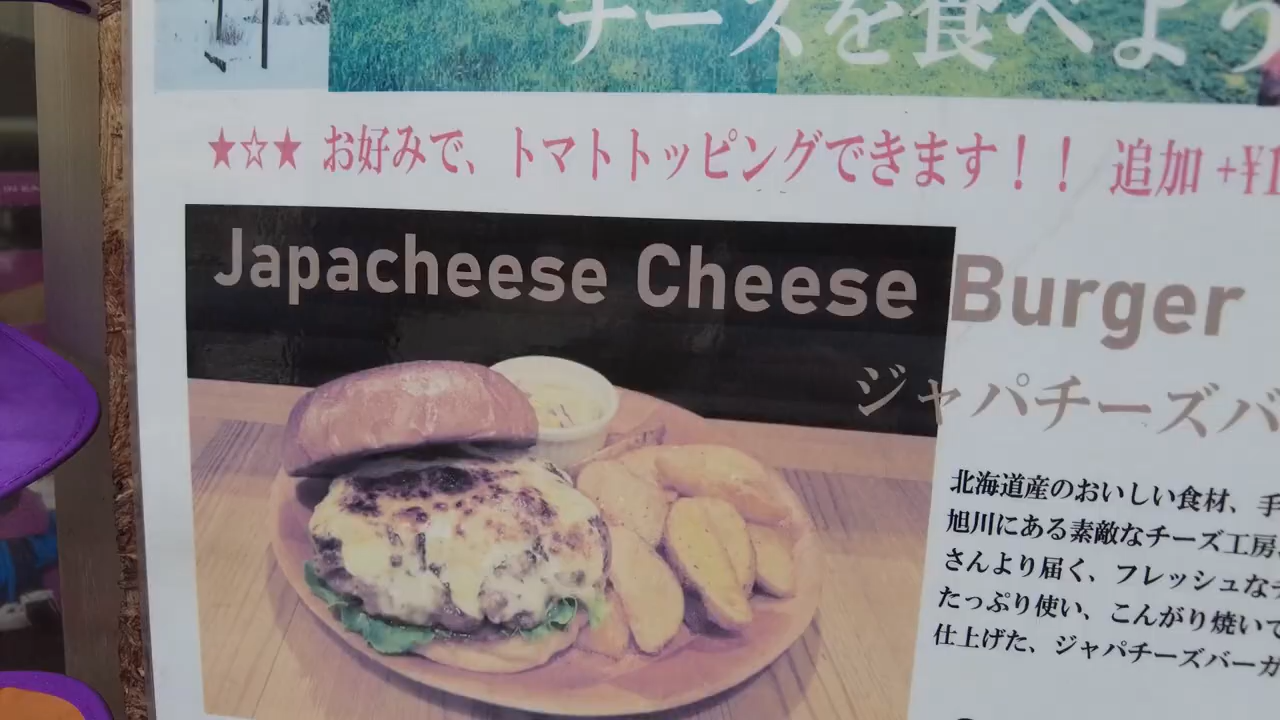 チーズを食べよう
★☆★ お好みで、トマトトッピングできます！！ 追加 +¥1
Japacheese Cheese Burger
ジャパチーズバ
北海道産のおいしい食材、手
旭川にある素敵なチーズ工房
さんより届く、フレッシュな
たっぷり使い、こんがり焼いて
仕上げた、ジャパチーズバーガ